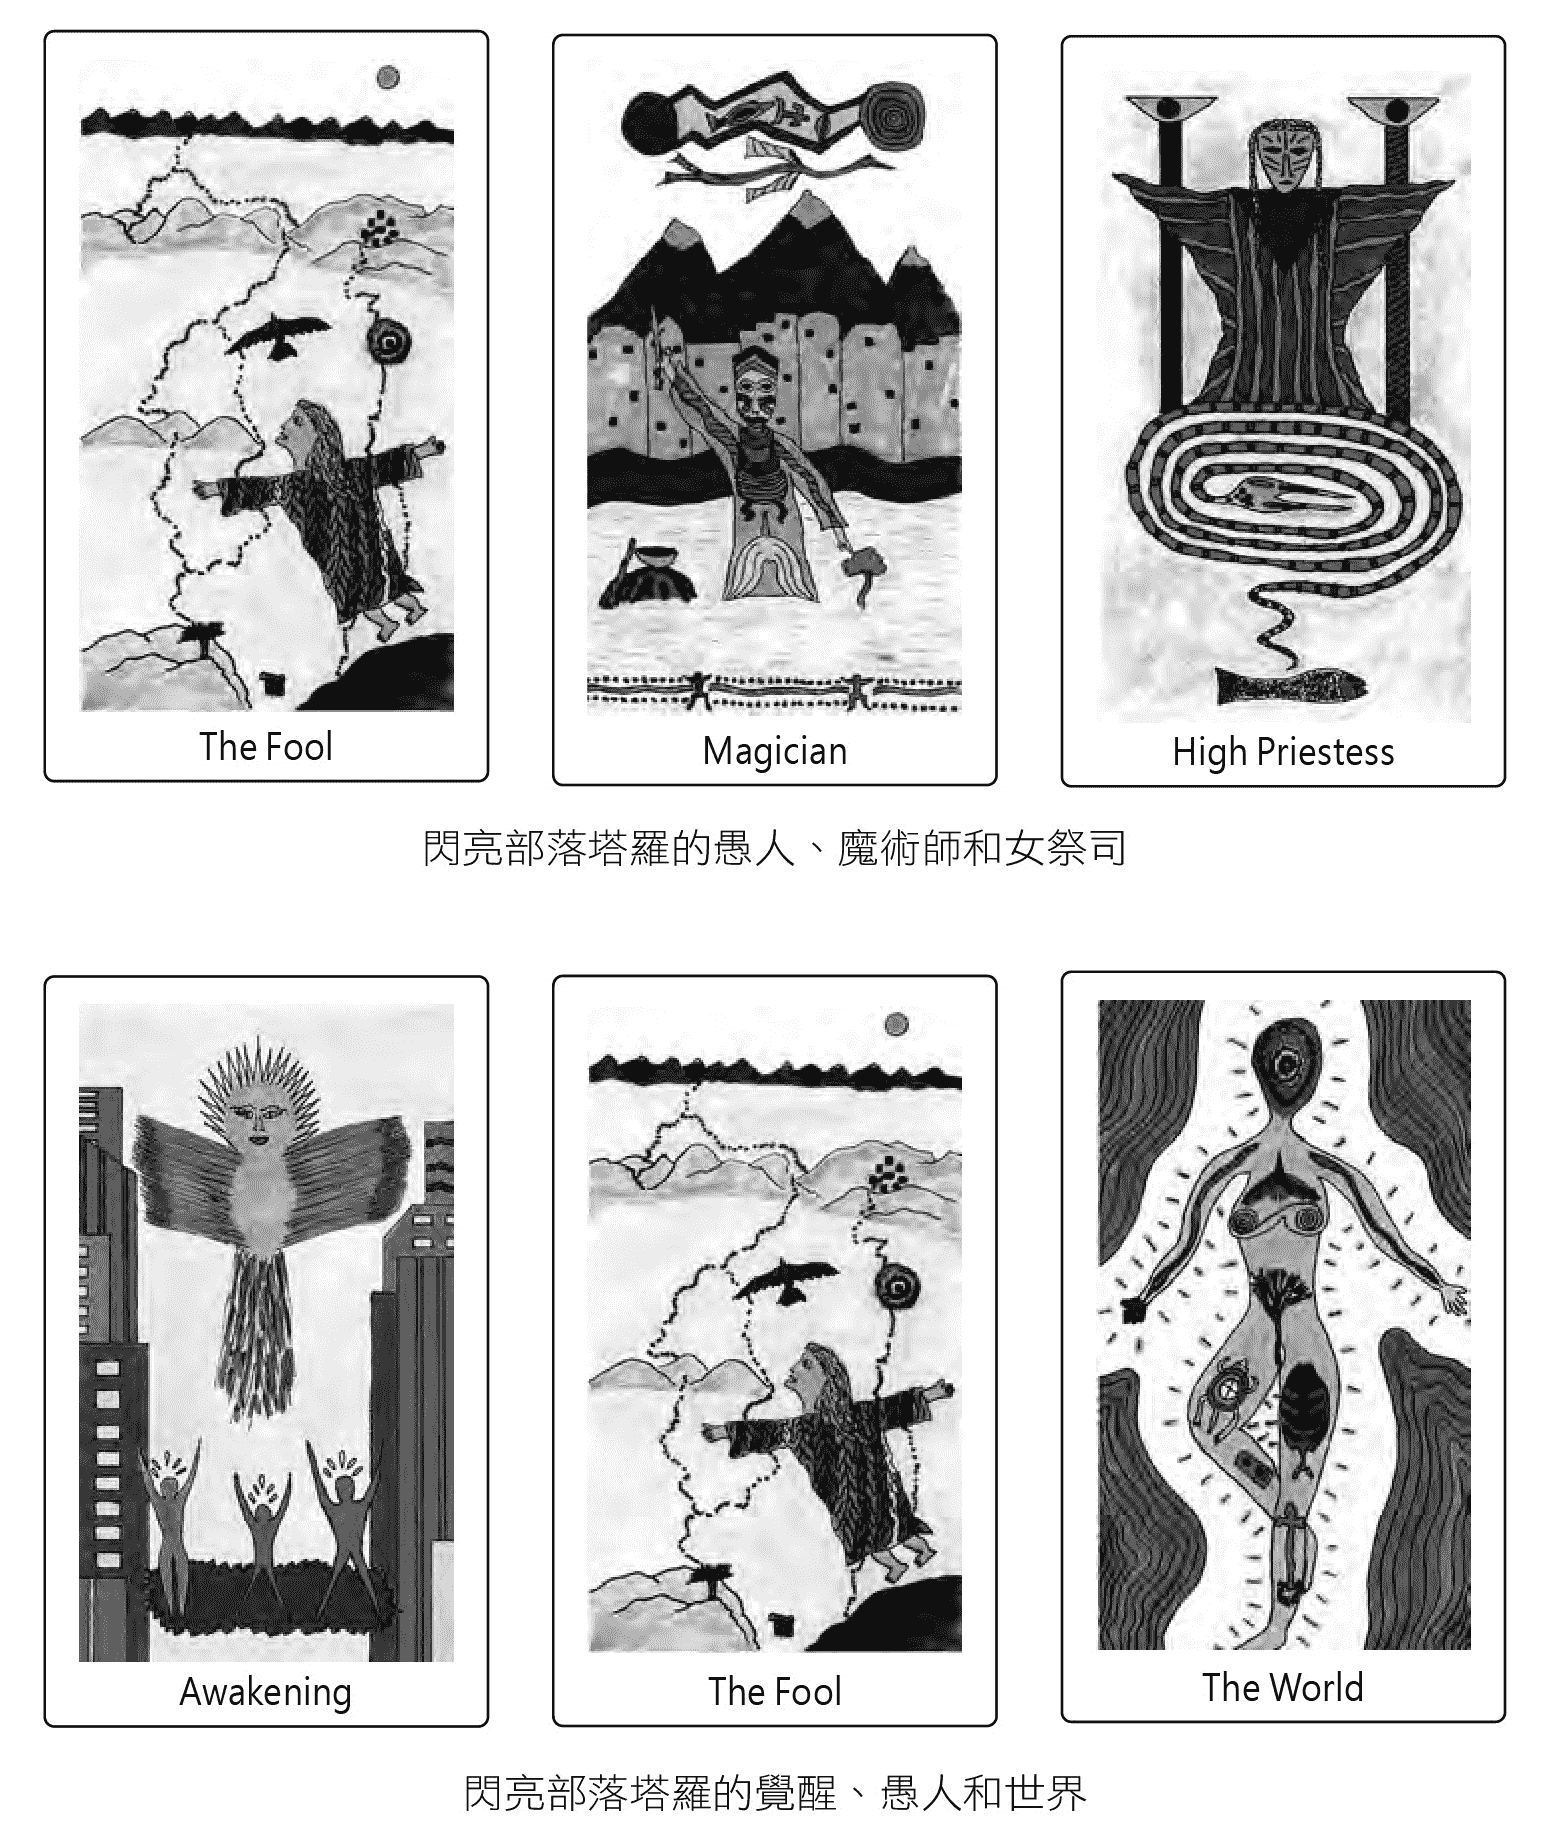 The Fool
Magician
High Priestess
閃亮部落塔羅的愚人、魔術師和女祭司
Awakening
The Fool
The World
閃亮部落塔羅的覺醒、愚人和世界